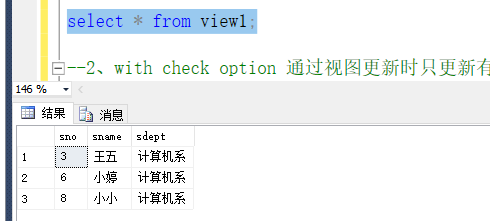 select * from view1;
--2、with check option 通过视图更新时只更新有
146 %
结果 消息
sno sname sdept
1 3 王五 计算机系
2 6 小婷 计算机系
3 8 小小 计算机系